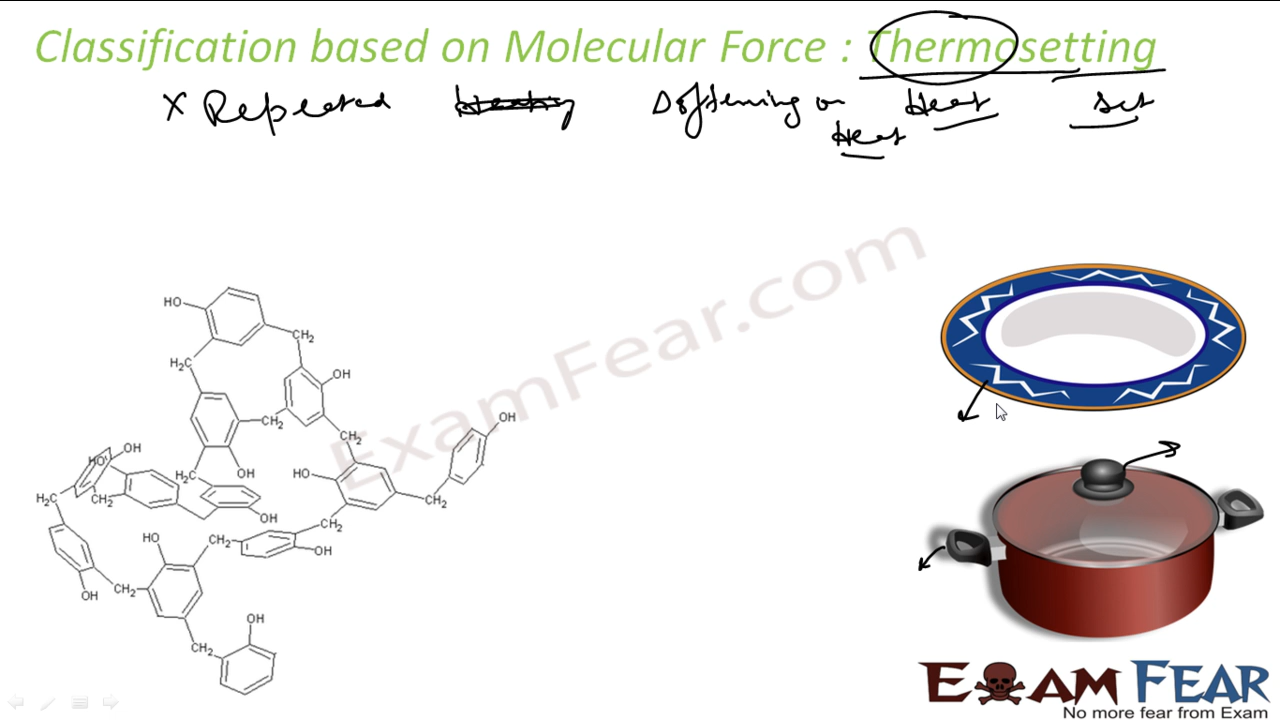 Classification based on Molecular Force : Thermosetting
X Repeated Heating Softening on Heat Set
Heat
ExamFear.com
HO
CH2
H2C
OH
CH2
CH2
OH
OH
HO
H2C
OH
HO
H2C
CH2
CH2
OH
CH2
HO
CH2
OH
OH
CH2
OH
CH2
EXAM FEAR
No more fear from Exam